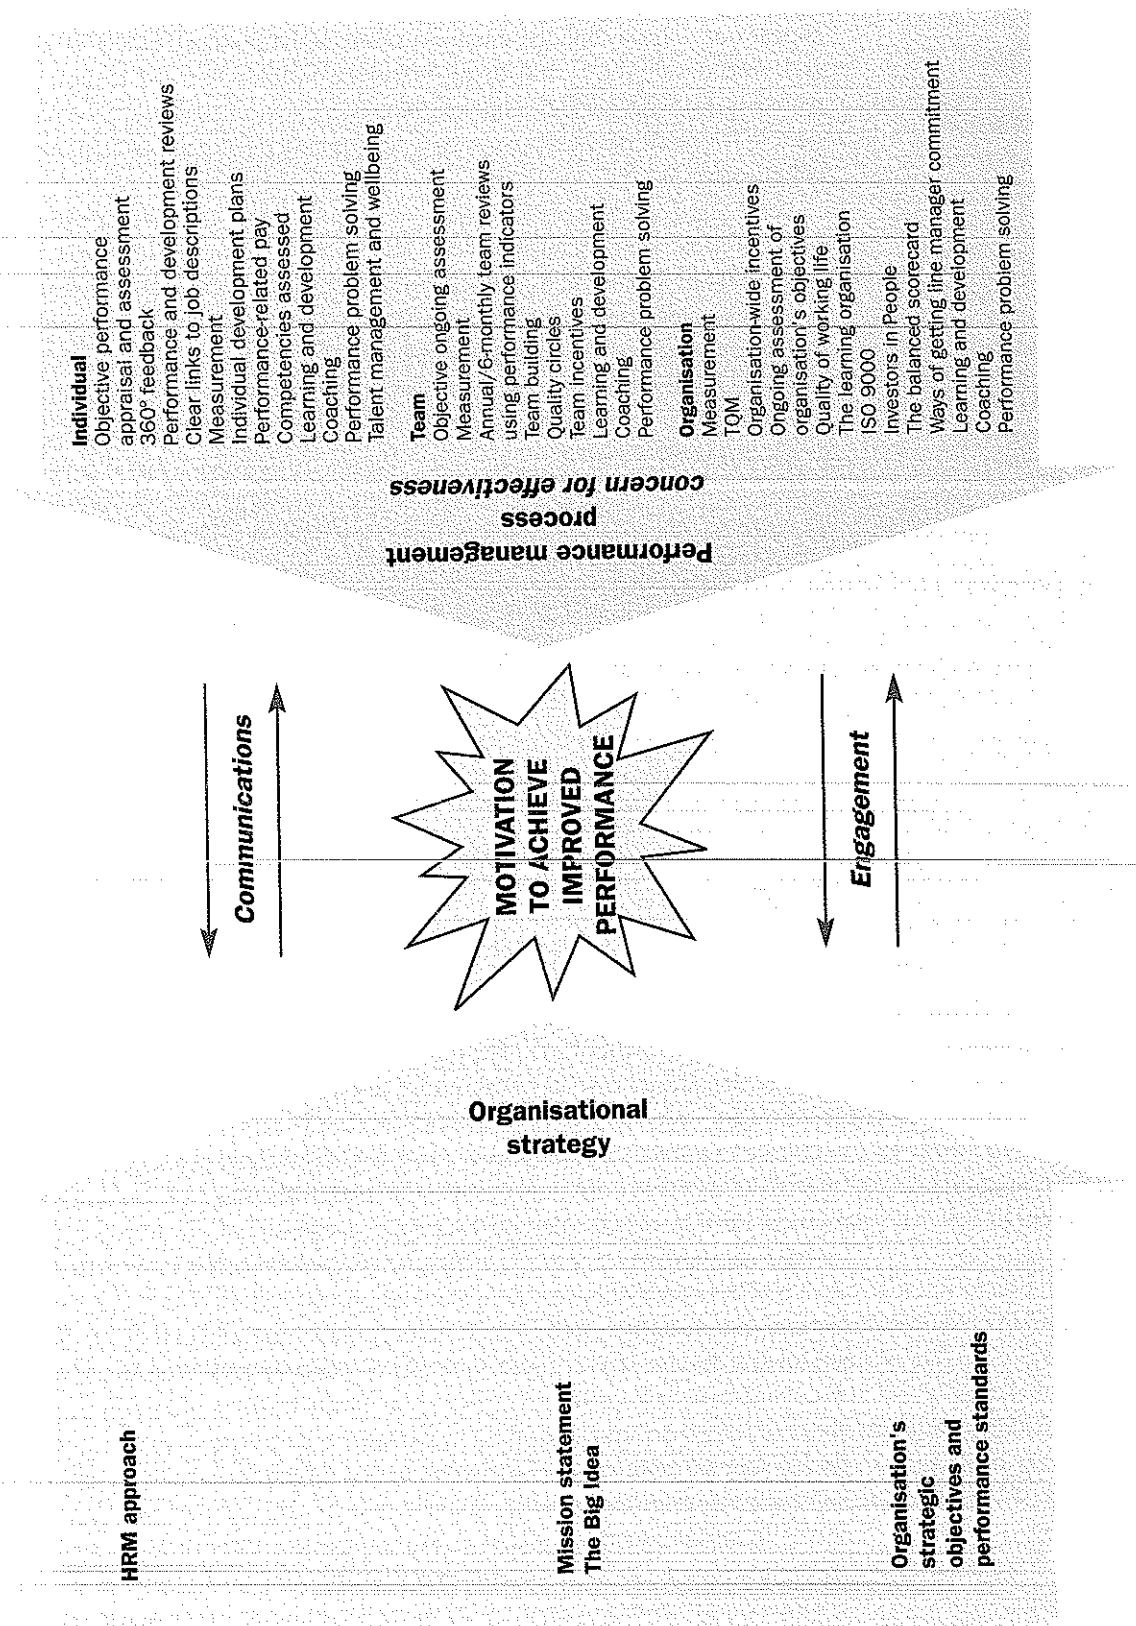 HRM approach
Mission statement
The Big Idea
Organisation's
strategic
objectives and
performance standards
Organisational
strategy
Communications
MOTIVATION
TO ACHIEVE
IMPROVED
PERFORMANCE
Engagement
Performance management
process
concern for effectiveness
Individual
Objective performance
appraisal and assessment
360° feedback
Performance and development reviews
Clear links to job descriptions
Measurement
Individual development plans
Performance-related pay
Competencies assessed
Learning and development
Coaching
Performance problem solving
Talent management and wellbeing
Team
Objective ongoing assessment
Measurement
Annual/6-monthly team reviews
using performance indicators
Team building
Quality circles
Team incentives
Learning and development
Coaching
Performance problem solving
Organisation
Measurement
TQM
Organisation-wide incentives
Ongoing assessment of
organisation's objectives
Quality of working life
The learning organisation
ISO 9000
Investors in People
The balanced scorecard
Ways of getting line manager commitment
Learning and development
Coaching
Performance problem solving